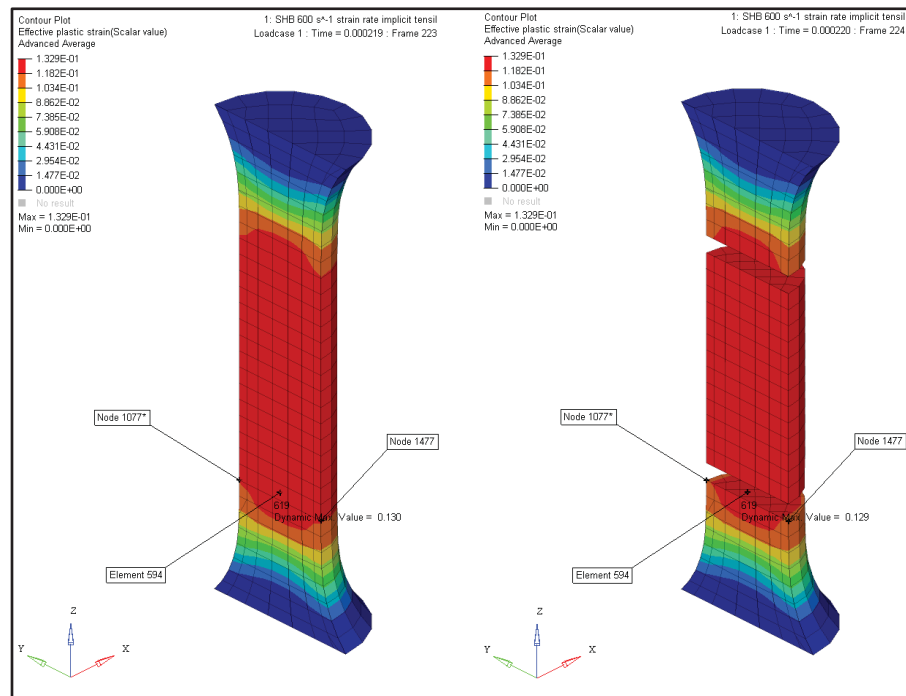 Contour Plot
Effective plastic strain(Scalar value)
Advanced Average
1: SHB 600 s^-1 strain rate implicit tensil
Loadcase 1 : Time = 0.000219 : Frame 223
1.329E-01
1.182E-01
1.034E-01
8.862E-02
7.385E-02
5.908E-02
4.431E-02
2.954E-02
1.477E-02
0.000E+00
No result
Max = 1.329E-01
Min = 0.000E+00
Node 1077*
Node 1477
619
Dynamic Max. Value = 0.130
Element 594
Z
Y
X
Contour Plot
Effective plastic strain(Scalar value)
Advanced Average
1: SHB 600 s^-1 strain rate implicit tensil
Loadcase 1 : Time = 0.000220 : Frame 224
1.329E-01
1.182E-01
1.034E-01
8.862E-02
7.385E-02
5.908E-02
4.431E-02
2.954E-02
1.477E-02
0.000E+00
No result
Max = 1.329E-01
Min = 0.000E+00
Node 1077*
Node 1477
619
Dynamic Max. Value = 0.129
Element 594
Z
Y
X